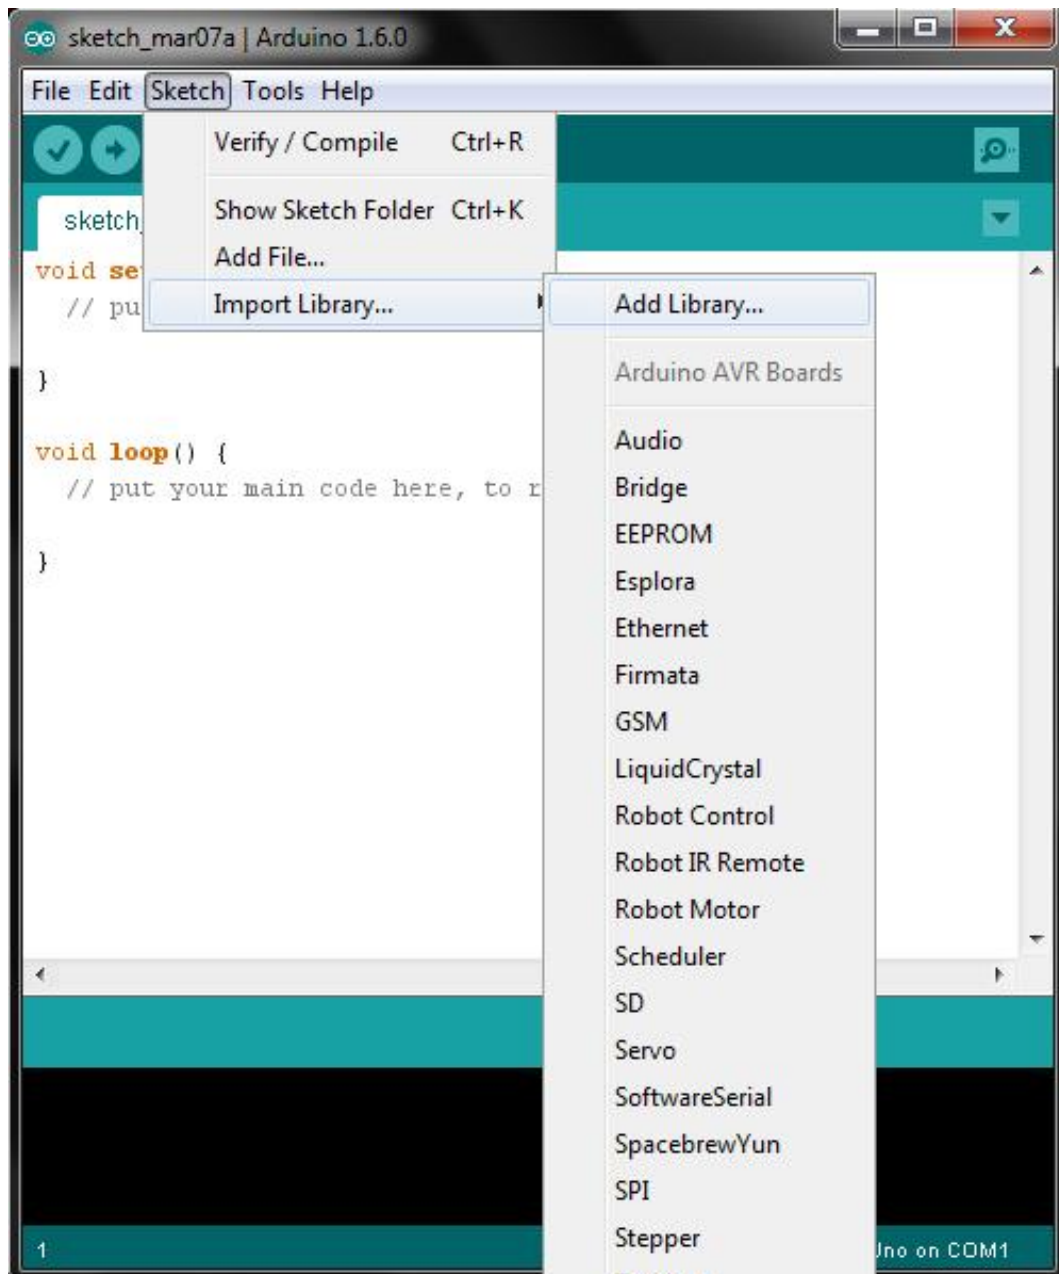 sketch_mar07a | Arduino 1.6.0
File Edit Sketch Tools Help
Verify / Compile Ctrl+R
Show Sketch Folder Ctrl+K
Add File...
Import Library...
sketch_
void se
// pu
}
void loop() {
// put your main code here, to r
}
Add Library...
Arduino AVR Boards
Audio
Bridge
EEPROM
Esplora
Ethernet
Firmata
GSM
LiquidCrystal
Robot Control
Robot IR Remote
Robot Motor
Scheduler
SD
Servo
SoftwareSerial
SpacebrewYun
SPI
Stepper
1
Uno on COM1